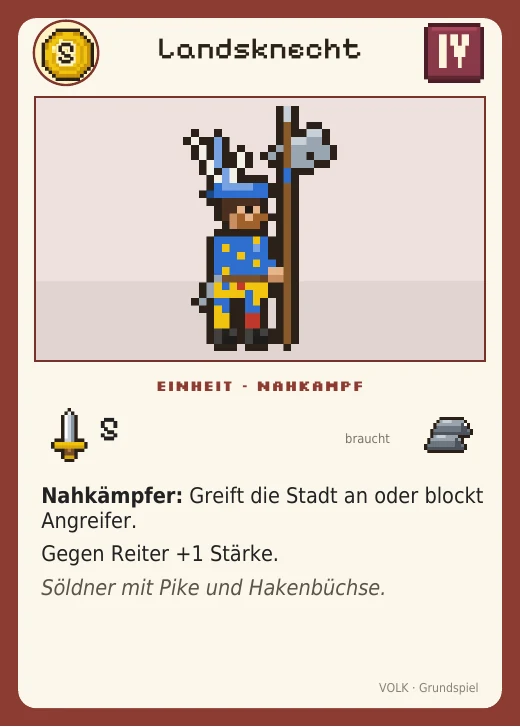 8
Landsknecht
IV
EINHEIT · NAHKAMPF
8
braucht
Nahkämpfer: Greift die Stadt an oder blockt
Angreifer.
Gegen Reiter +1 Stärke.
Söldner mit Pike und Hakenbüchse.
VOLK · Grundspiel